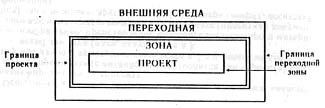 ВНЕШНЯЯ СРЕДА
ПЕРЕХОДНАЯ
ЗОНА
ПРОЕКТ
Граница
проекта
Граница
переходной
зоны